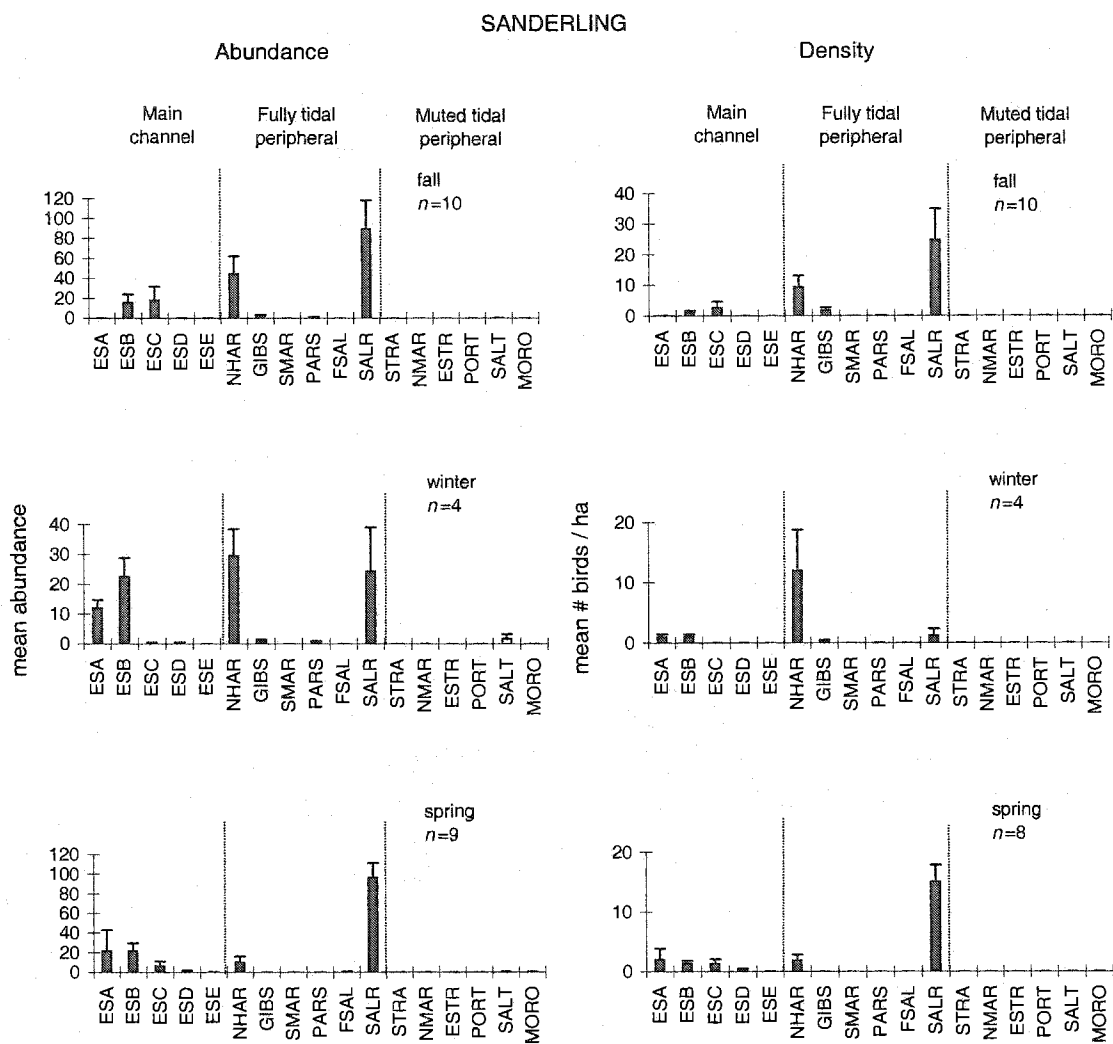 SANDERLING
Abundance
Main channel
Fully tidal peripheral
Muted tidal peripheral
fall
n=10
120
100
80
60
40
20
0
ESA ESB ESC ESD ESE NHAR GIBS SMAR PARS FSAL SALR STRA NMAR ESTR PORT SALT MORO
mean abundance
winter
n=4
40
30
20
10
0
ESA ESB ESC ESD ESE NHAR GIBS SMAR PARS FSAL SALR STRA NMAR ESTR PORT SALT MORO
spring
n=9
120
100
80
60
40
20
0
ESA ESB ESC ESD ESE NHAR GIBS SMAR PARS FSAL SALR STRA NMAR ESTR PORT SALT MORO
Density
Main channel
Fully tidal peripheral
Muted tidal peripheral
fall
n=10
40
30
20
10
0
ESA ESB ESC ESD ESE NHAR GIBS SMAR PARS FSAL SALR STRA NMAR ESTR PORT SALT MORO
mean # birds / ha
winter
n=4
20
10
0
ESA ESB ESC ESD ESE NHAR GIBS SMAR PARS FSAL SALR STRA NMAR ESTR PORT SALT MORO
spring
n=8
20
10
0
ESA ESB ESC ESD ESE NHAR GIBS SMAR PARS FSAL SALR STRA NMAR ESTR PORT SALT MORO